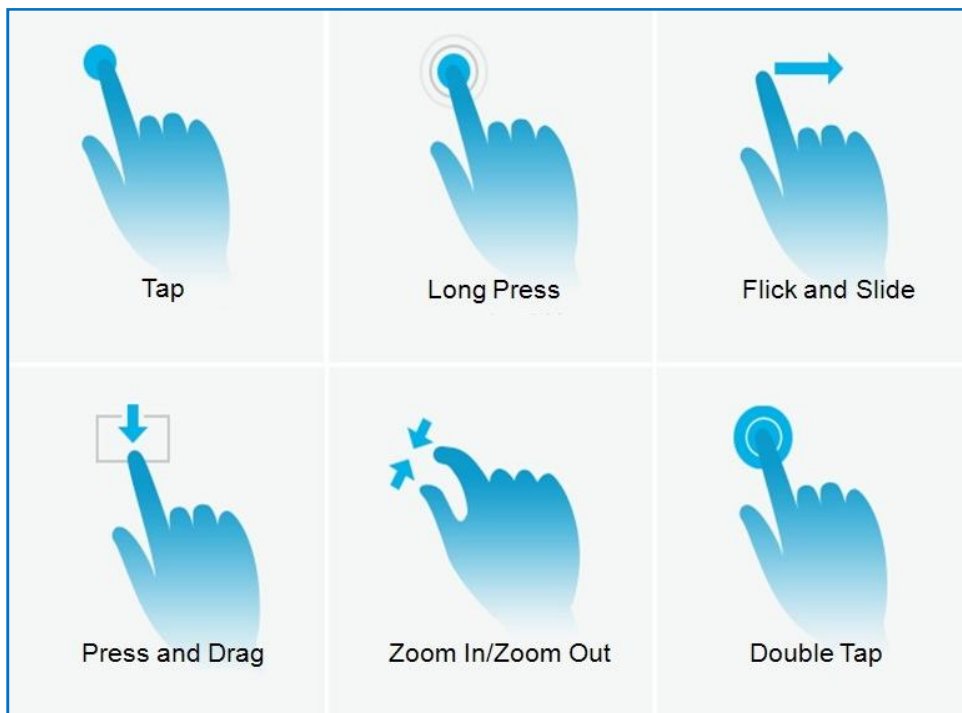 Tap
Long Press
Flick and Slide
Press and Drag
Zoom In/Zoom Out
Double Tap